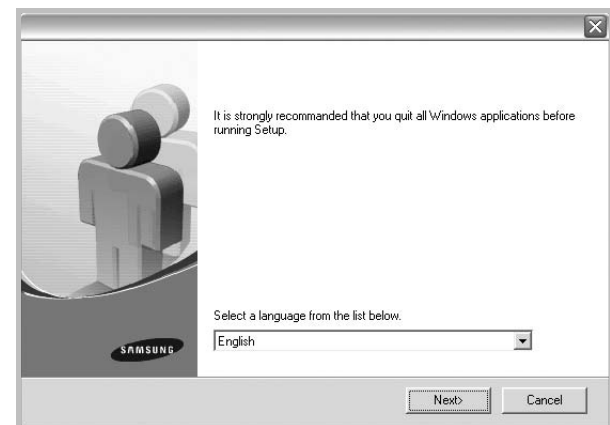 It is strongly recommanded that you quit all Windows applications before
running Setup.
Select a language from the list below.
English
SAMSUNG
Next>
Cancel